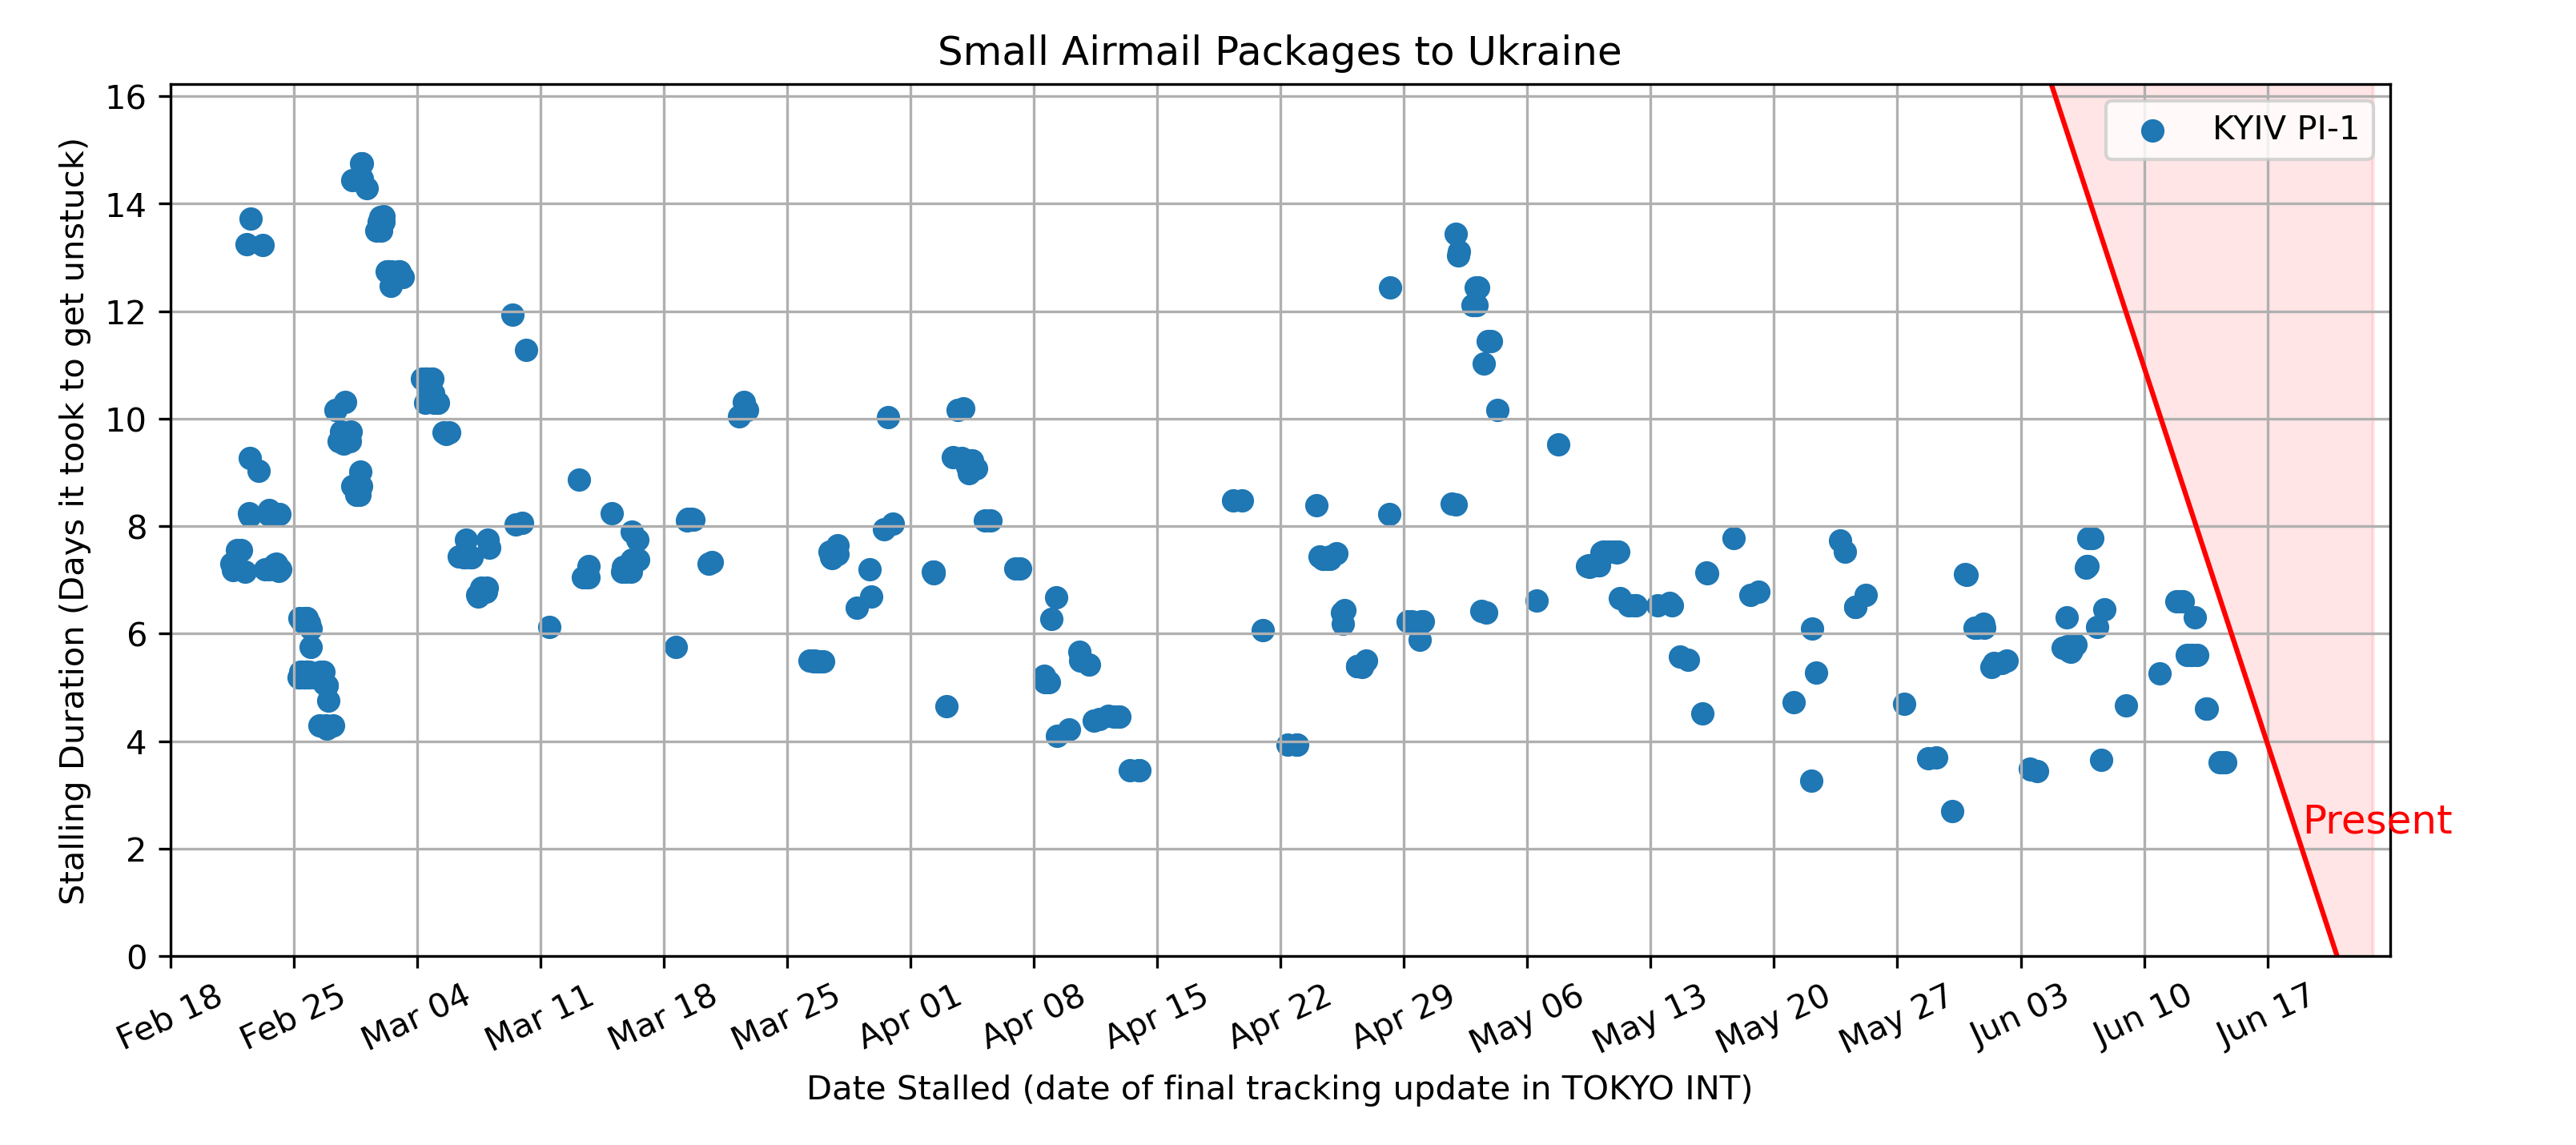 Small Airmail Packages to Ukraine
Stalling Duration (Days it took to get unstuck)
16
14
12
10
8
6
4
2
0
KYIV PI-1
Present
Feb 18
Feb 25
Mar 04
Mar 11
Mar 18
Mar 25
Apr 01
Apr 08
Apr 15
Apr 22
Apr 29
May 06
May 13
May 20
May 27
Jun 03
Jun 10
Jun 17
Date Stalled (date of final tracking update in TOKYO INT)